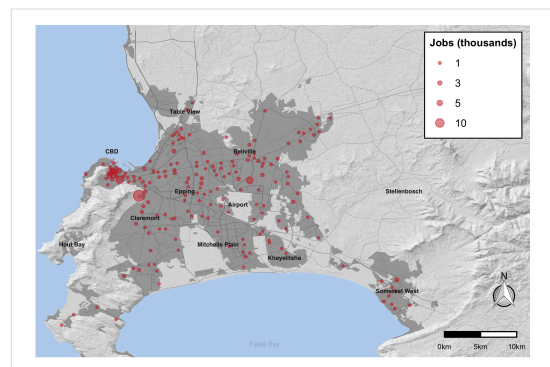 Jobs (thousands)
1
3
5
10
Table View
CBD
Bellville
Epping
Stellenbosch
Airport
Claremont
Hout Bay
Mitchells Plain
Khayelitsha
Somerset West
N
0km 5km 10km
False Bay